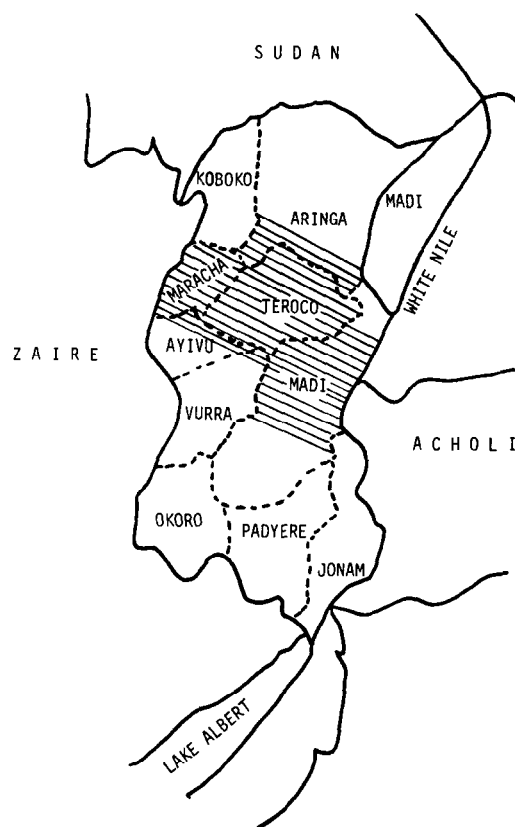 SUDAN
KOBOKO
MADI
ARINGA
WHITE NILE
MARACHA
TEROCO
ZAIRE
AYIVU
MADI
VURRA
ACHOLI
OKORO
PADYERE
JONAM
LAKE ALBERT